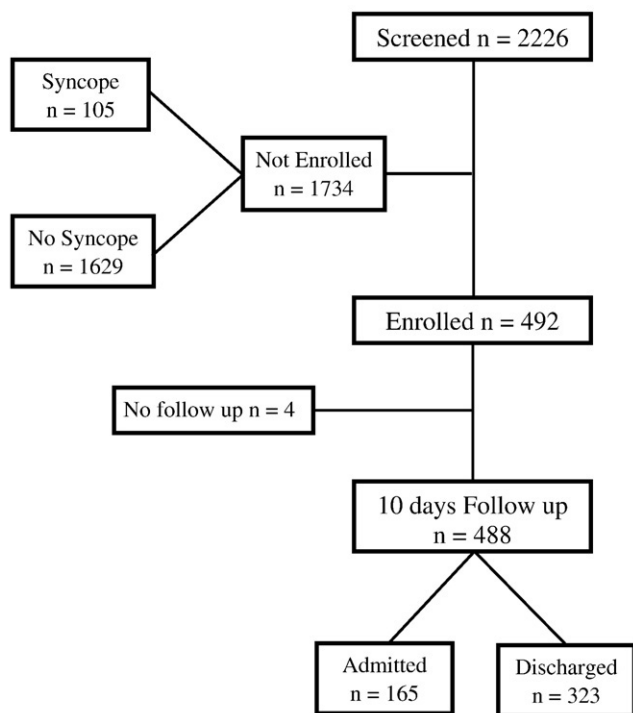 Screened n = 2226
Syncope
n = 105
Not Enrolled
n = 1734
No Syncope
n = 1629
Enrolled n = 492
No follow up n = 4
10 days Follow up
n = 488
Admitted
n = 165
Discharged
n = 323